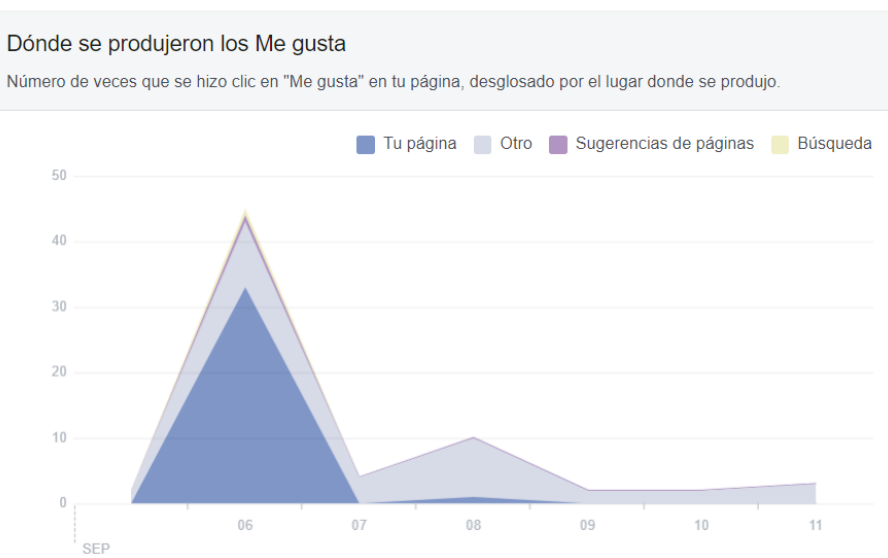 Dónde se produjeron los Me gusta
Número de veces que se hizo clic en "Me gusta" en tu página, desglosado por el lugar donde se produjo.
Tu página Otro Sugerencias de páginas Búsqueda
50
40
30
20
10
0
06 07 08 09 10 11
SEP